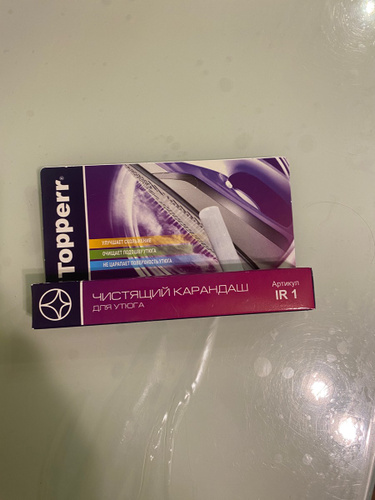 Topperr®
УЛУЧШАЕТ СКОЛЬЖЕНИЕ
ОЧИЩАЕТ ПОДОШВУ УТЮГА
НЕ ЦАРАПАЕТ ПОВЕРХНОСТЬ УТЮГА
ЧИСТЯЩИЙ КАРАНДАШ
ДЛЯ УТЮГА
Артикул
IR 1